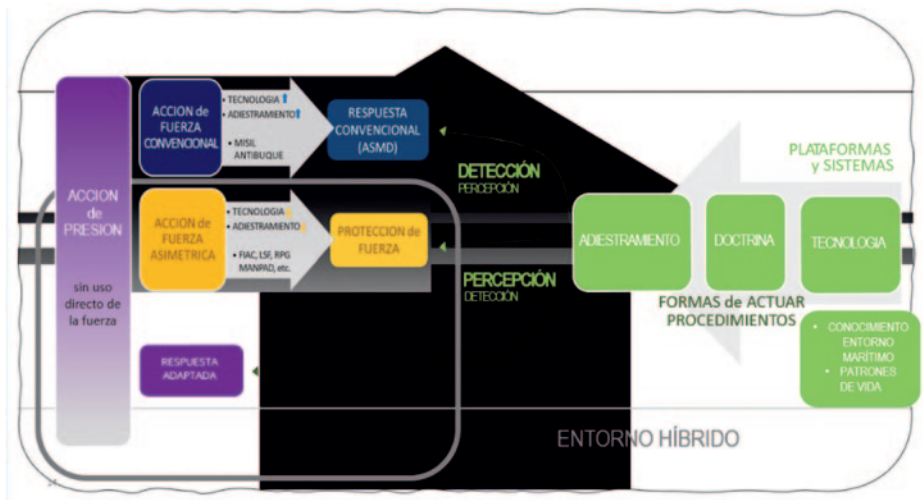 ACCION
de
PRESION
sin uso
directo de
la fuerza
ACCION de
FUERZA
CONVENCIONAL
• TECNOLOGIA
• ADIESTRAMIENTO
• MISIL
ANTIBUQUE
RESPUESTA
CONVENCIONAL
(ASMD)
ACCION de
FUERZA
ASIMETRICA
• TECNOLOGIA
• ADIESTRAMIENTO
• FIAC, LSF, RPG
MANPAD, etc.
PROTECCION de
FUERZA
RESPUESTA
ADAPTADA
DETECCIÓN
PERCEPCIÓN
PERCEPCIÓN
DETECCIÓN
PLATAFORMAS
y SISTEMAS
ADIESTRAMIENTO
DOCTRINA
TECNOLOGIA
FORMAS de ACTUAR
PROCEDIMIENTOS
• CONOCIMIENTO
ENTORNO
MARÍTIMO
• PATRONES
DE VIDA
ENTORNO HÍBRIDO